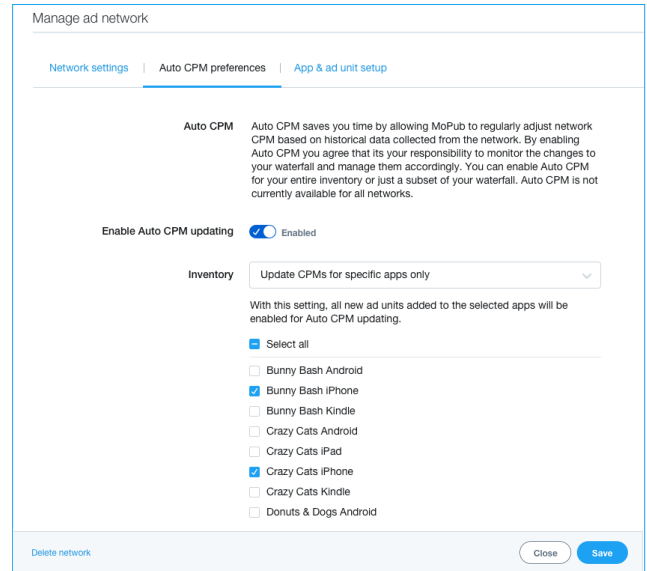 Manage ad network
Network settings | Auto CPM preferences | App & ad unit setup
Auto CPM
Auto CPM saves you time by allowing MoPub to regularly adjust network
CPM based on historical data collected from the network. By enabling
Auto CPM you agree that its your responsibility to monitor the changes to
your waterfall and manage them accordingly. You can enable Auto CPM
for your entire inventory or just a subset of your waterfall. Auto CPM is not
currently available for all networks.
Enable Auto CPM updating
Enabled
Inventory
Update CPMs for specific apps only
With this setting, all new ad units added to the selected apps will be
enabled for Auto CPM updating.
Select all
Bunny Bash Android
Bunny Bash iPhone
Bunny Bash Kindle
Crazy Cats Android
Crazy Cats iPad
Crazy Cats iPhone
Crazy Cats Kindle
Donuts & Dogs Android
Delete network
Close
Save